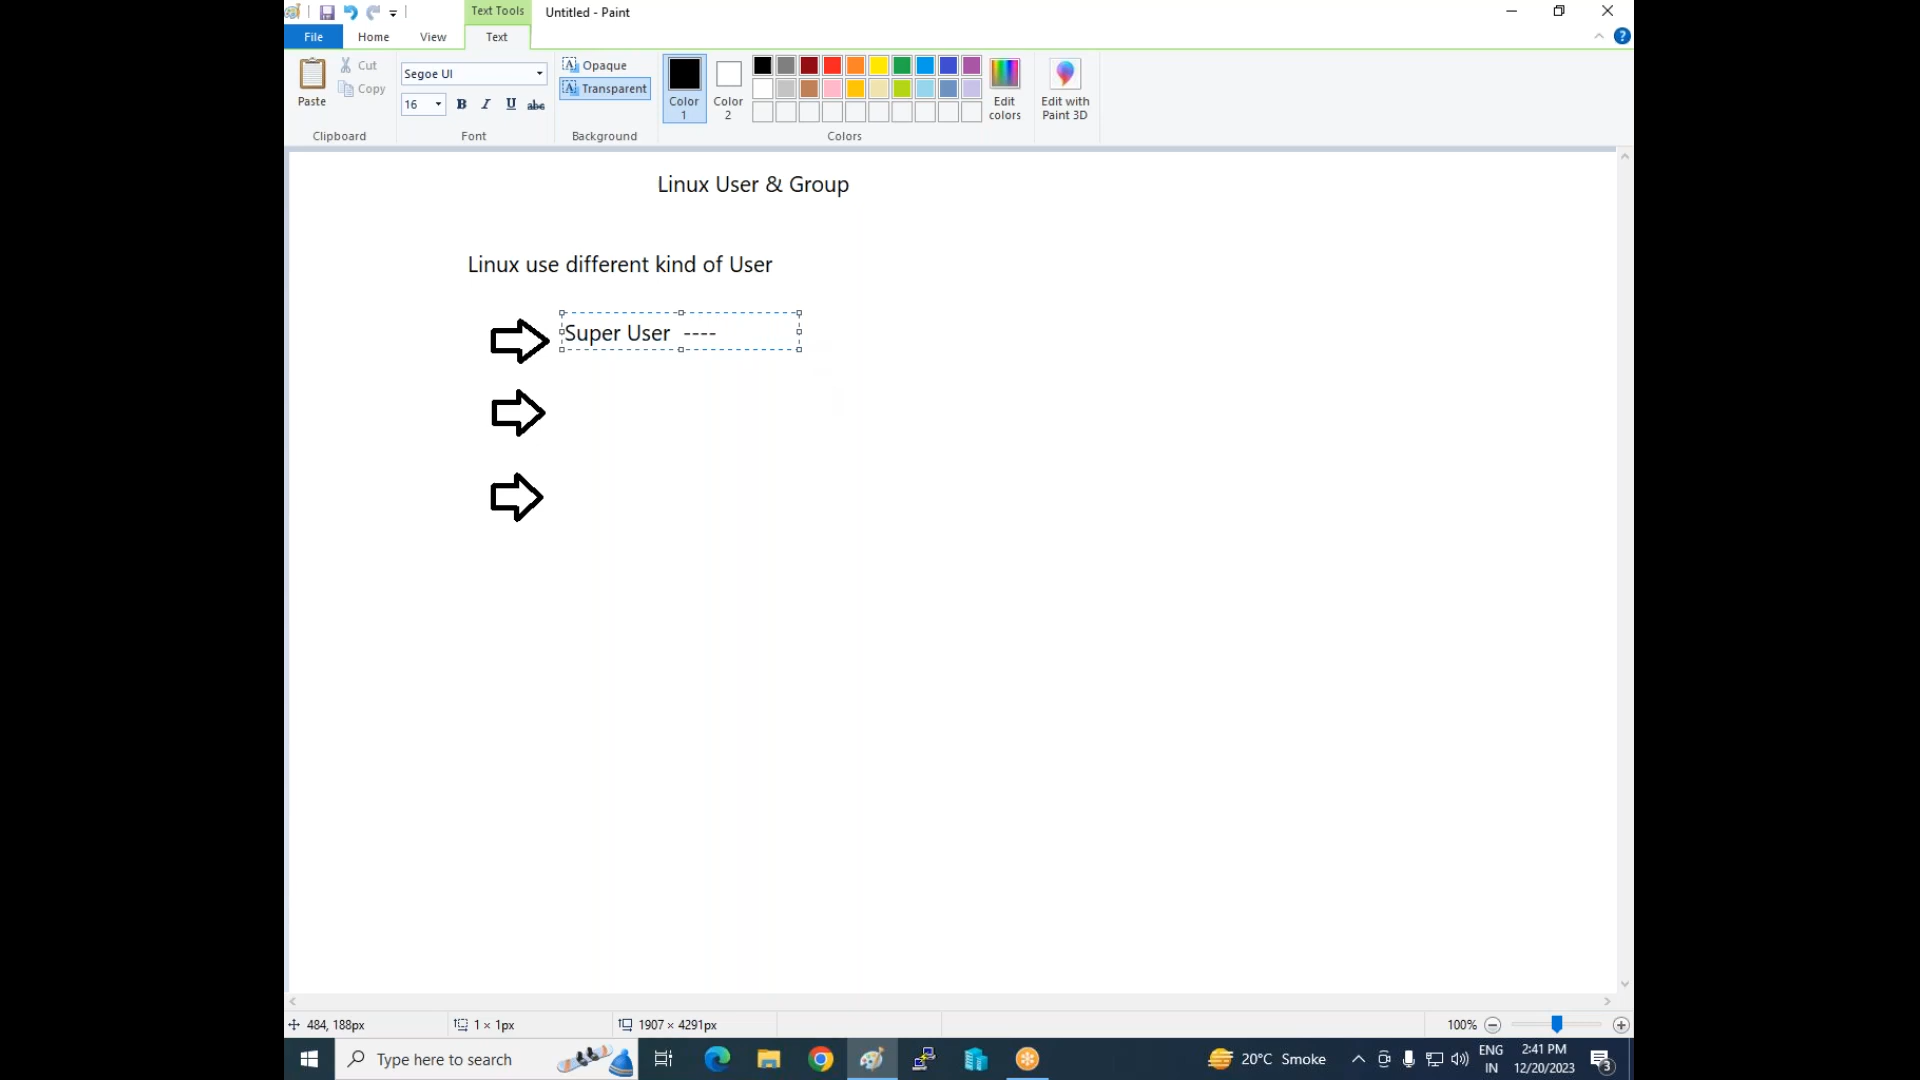 Text Tools
Untitled - Paint
File
Home
View
Text
Paste
Cut
Copy
Clipboard
Segoe UI
16
B I U abc
Font
Opaque
Transparent
Background
Color 1
Color 2
Edit colors
Colors
Edit with Paint 3D
Linux User & Group
Linux use different kind of User
Super User ----
484, 188px
1 × 1px
1907 × 4291px
100%
Type here to search
20°C Smoke
ENG
IN
2:41 PM
12/20/2023
3